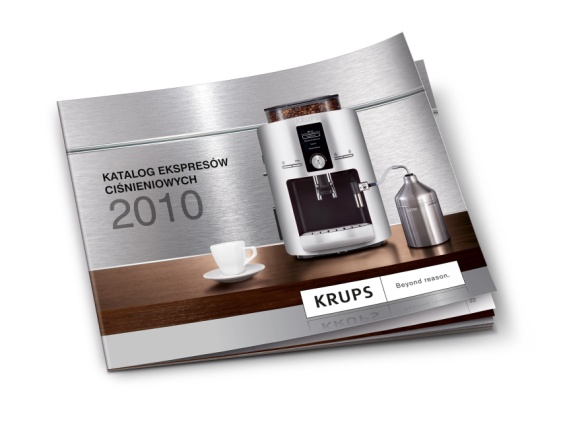 KATALOG EKSPRESÓW
CIŚNIENIOWYCH
2010
KRUPS
Beyond reason.